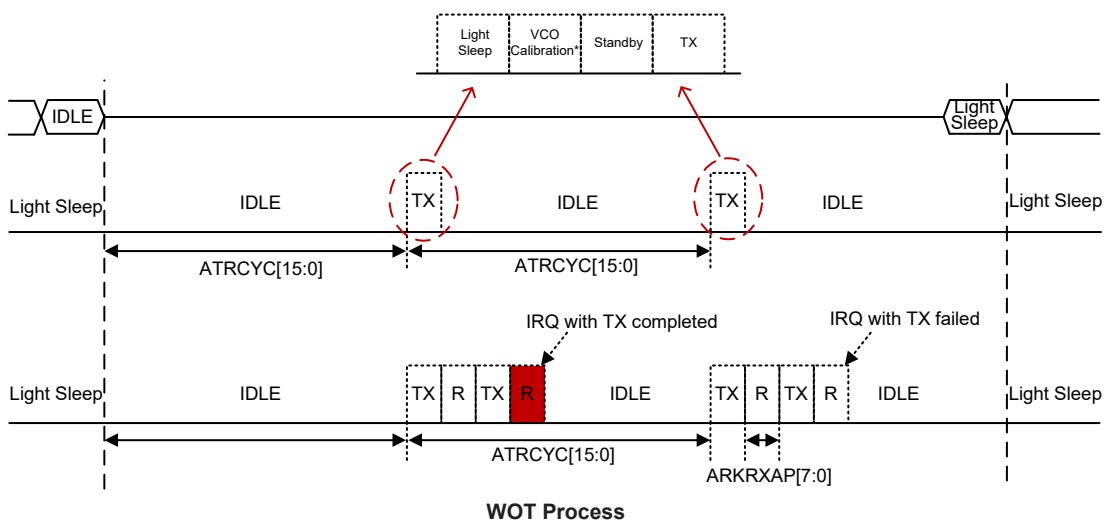 Light
Sleep
VCO
Calibration*
Standby
TX
IDLE
Light
Sleep
Light Sleep
IDLE
TX
IDLE
TX
IDLE
Light Sleep
ATRCYC[15:0]
ATRCYC[15:0]
IRQ with TX completed
IRQ with TX failed
Light Sleep
IDLE
TX
R
TX
R
IDLE
TX
R
TX
R
IDLE
Light Sleep
ATRCYC[15:0]
ARKRXAP[7:0]
WOT Process